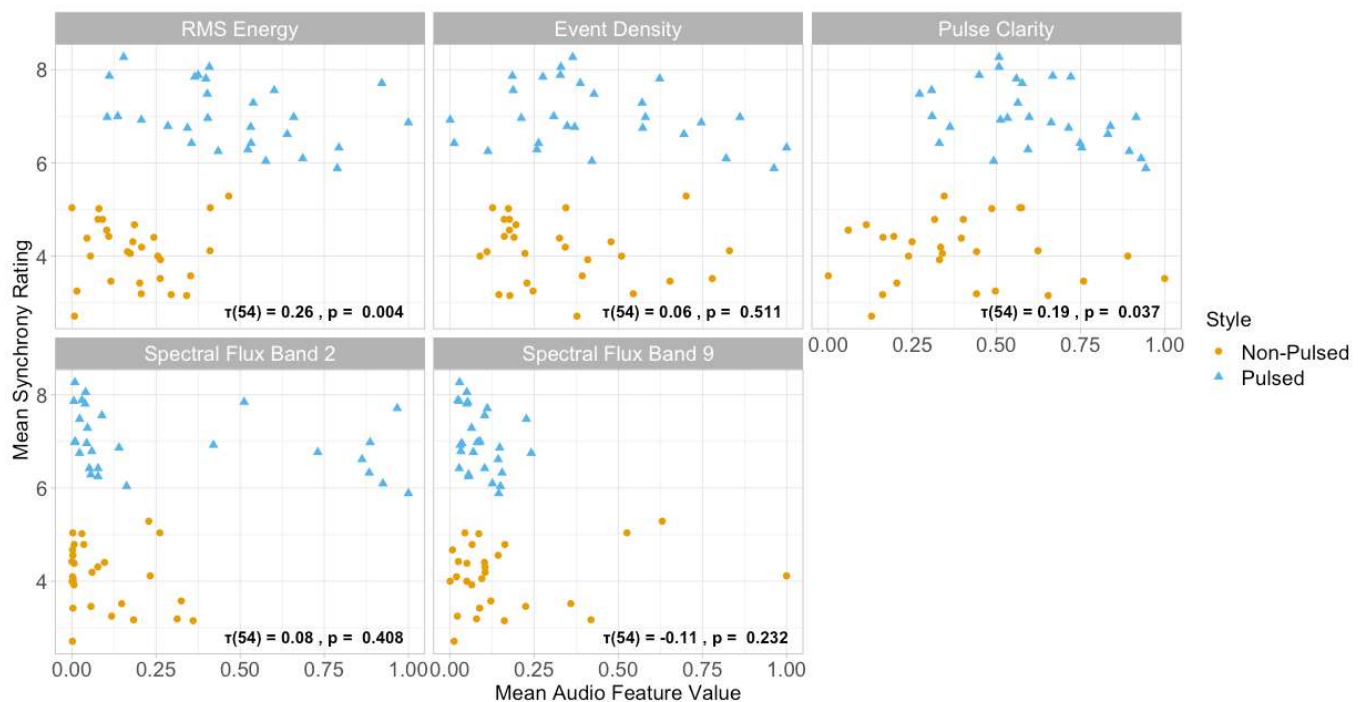 RMS Energy
Event Density
Pulse Clarity
8
6
4
Mean Synchrony Rating
τ(54) = 0.26 , p = 0.004
τ(54) = 0.06 , p = 0.511
τ(54) = 0.19 , p = 0.037
0.00 0.25 0.50 0.75 1.00
Style
Non-Pulsed
Pulsed
Spectral Flux Band 2
Spectral Flux Band 9
8
6
4
τ(54) = 0.08 , p = 0.408
τ(54) = -0.11 , p = 0.232
0.00 0.25 0.50 0.75 1.00
0.00 0.25 0.50 0.75 1.00
Mean Audio Feature Value